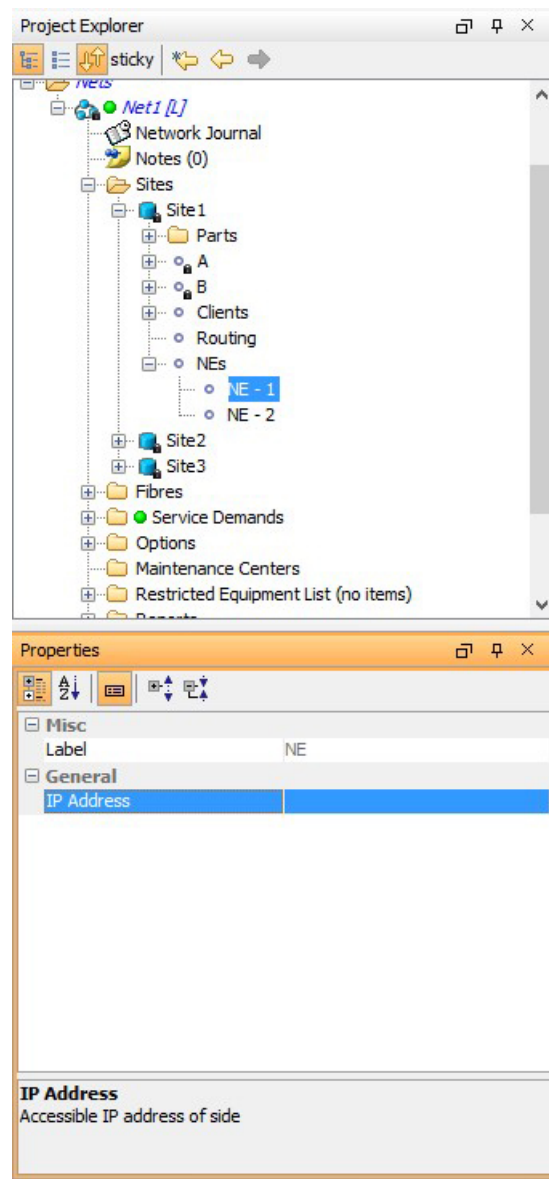 Project Explorer
sticky
Nets
Net1 [L]
Network Journal
Notes (0)
Sites
Site1
Parts
A
B
Clients
Routing
NEs
NE - 1
NE - 2
Site2
Site3
Fibres
Service Demands
Options
Maintenance Centers
Restricted Equipment List (no items)
Reports
Properties
Misc
Label NE
General
IP Address
IP Address
Accessible IP address of side